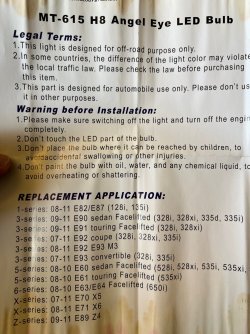 MT-615 H8 Angel Eye LED Bulb
Legal Terms:
1.This light is designed for off-road purpose only.
2.In some countries, the difference of the light color may violate
the local traffic law. Please check the law before purchasing
this item.
3.This part is designed for automobile use only. Please don't us
it in other purposes.
Warning before Installation:
1.Please make sure switching off the light and turn off the engin
completely.
2.Don't touch the LED part of the bulb.
3.Don't place the bulb where it can be reached by children, to
avoid accidental swallowing or other injuries.
4.Don't paint the bulb with oil, water, and any chemical liquid, to
avoid overheating or shattering.
REPLACEMENT APPLICATION:
1-series: 08-11 E82/E87 (128i, 135i)
3-series: 09-11 E90 sedan Facelifted (328i, 328xi, 335d, 335i)
3-series: 09-11 E91 touring Facelifted (328i, 328xi)
3-series: 07-11 E92 coupe (328i, 328xi, 335i)
3-series: 08-11 E92 E93 M3
3-series: 07-11 E93 convertible (328i, 335i)
5-series: 08-10 E60 sedan Facelifted (528i, 528xi, 535i, 535xi,
5-series: 08-10 E61 touring Facelifted (535xi)
6-series: 08-10 E63/E64 Facelifted (650i)
X-series: 07-11 E70 X5
X-series: 08-11 E71 X6
Z-series: 09-11 E89 Z4